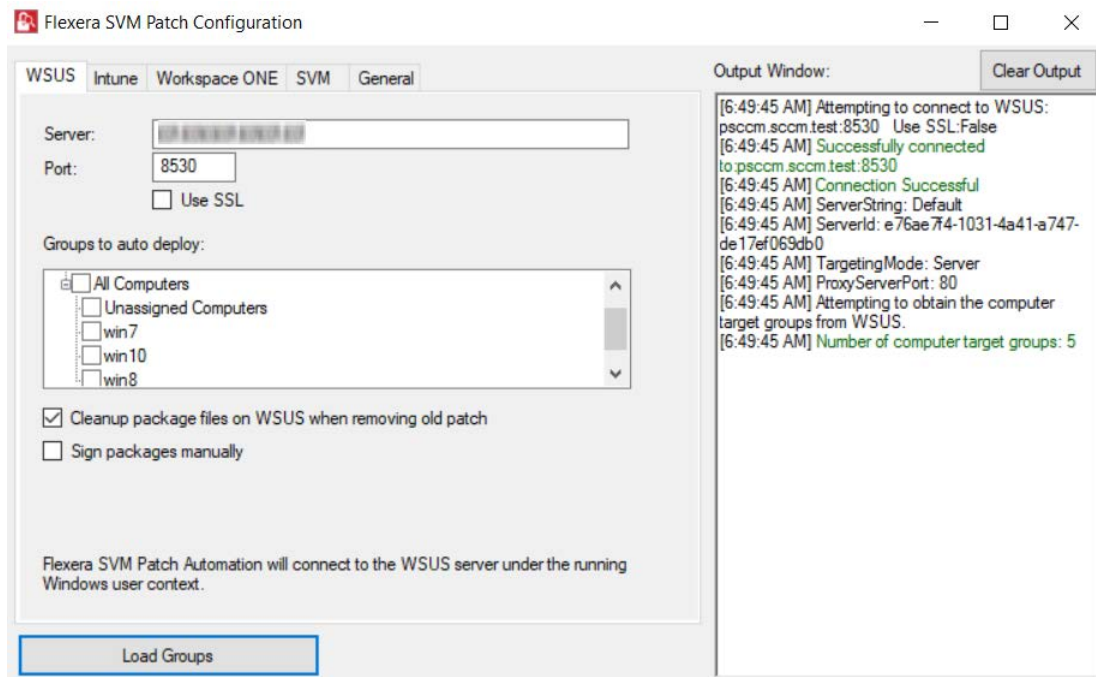 Flexera SVM Patch Configuration
WSUS
Intune
Workspace ONE
SVM
General
Server:
Port:
8530
Use SSL
Groups to auto deploy:
All Computers
Unassigned Computers
win7
win10
win8
Cleanup package files on WSUS when removing old patch
Sign packages manually
Flexera SVM Patch Automation will connect to the WSUS server under the running
Windows user context.
Load Groups
Output Window:
Clear Output
[6:49:45 AM] Attempting to connect to WSUS:
psccm.sccm.test:8530 Use SSL:False
[6:49:45 AM] Successfully connected
to:psccm.sccm.test:8530
[6:49:45 AM] Connection Successful
[6:49:45 AM] ServerString: Default
[6:49:45 AM] ServerId: e76ae7f4-1031-4a41-a747-
de17ef069db0
[6:49:45 AM] TargetingMode: Server
[6:49:45 AM] ProxyServerPort: 80
[6:49:45 AM] Attempting to obtain the computer
target groups from WSUS.
[6:49:45 AM] Number of computer target groups: 5